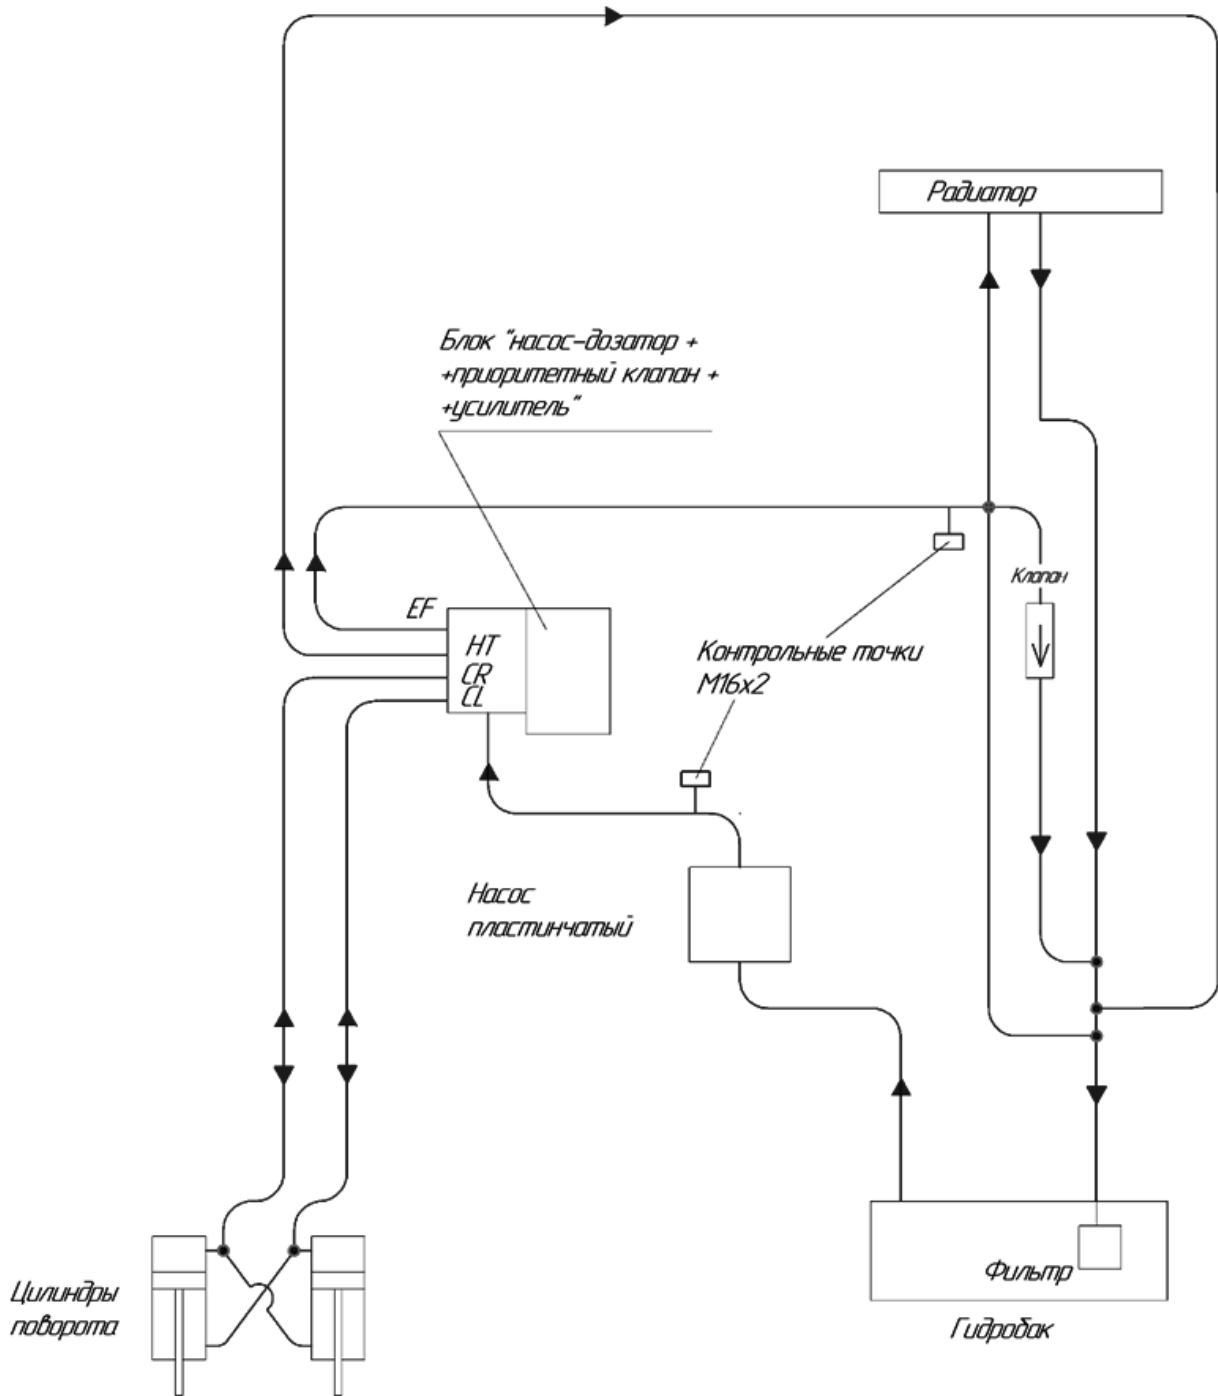 Радиатор
Блок "насос-дозатор +
+приоритетный клапан +
+усилитель"
Клапан
EF
HT
CR
CL
Контрольные точки
М16х2
Насос
пластинчатый
Фильтр
Гидробак
Цилиндры
поворота